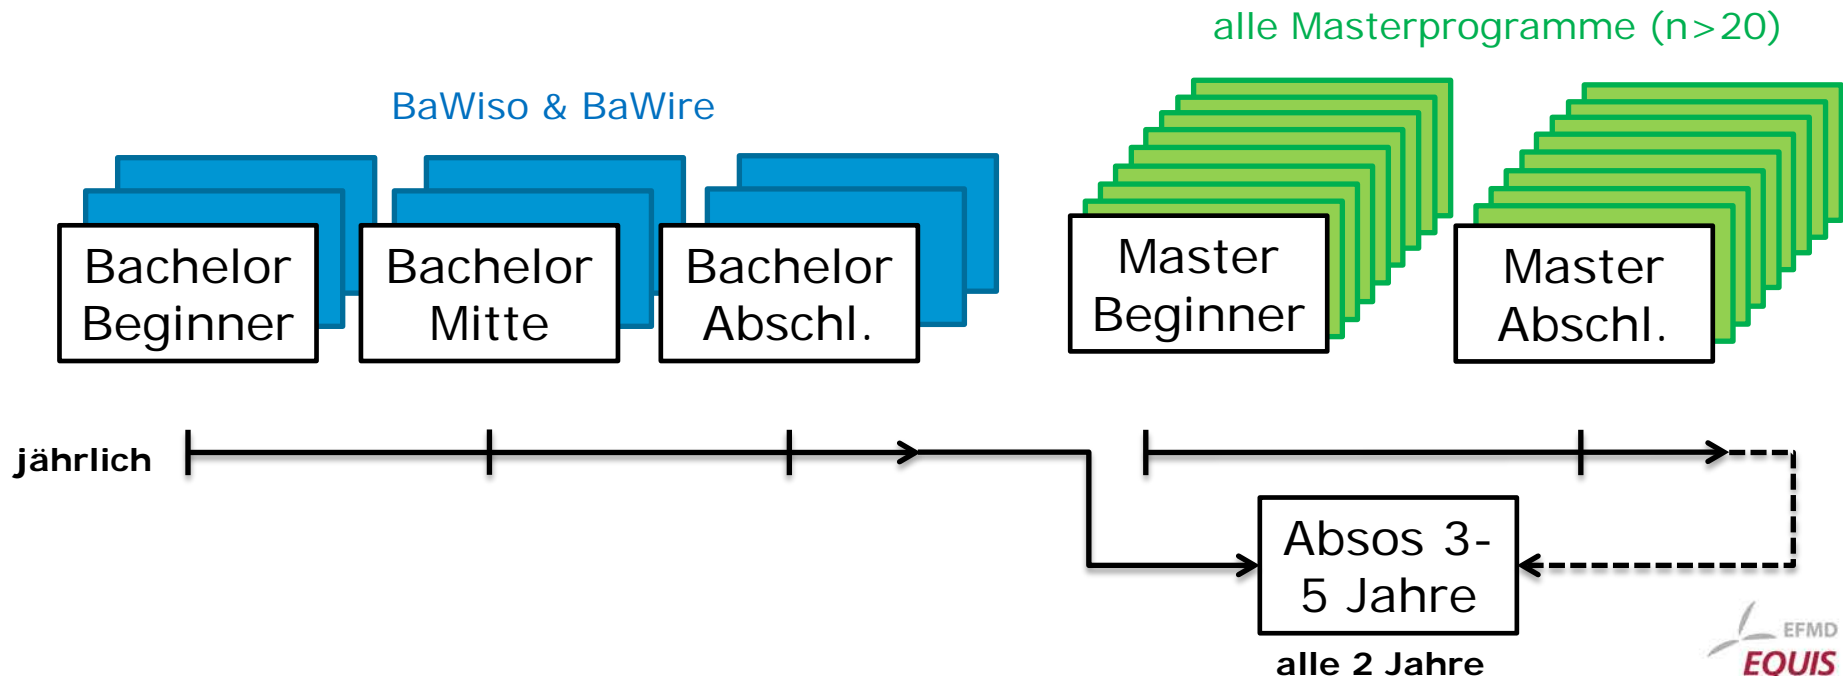 alle Masterprogramme (n>20)
BaWiso & BaWire
Bachelor
Beginner
Bachelor
Mitte
Bachelor
Abschl.
Master
Beginner
Master
Abschl.
jährlich
Absos 3-
5 Jahre
alle 2 Jahre
EFMD
EQUIS